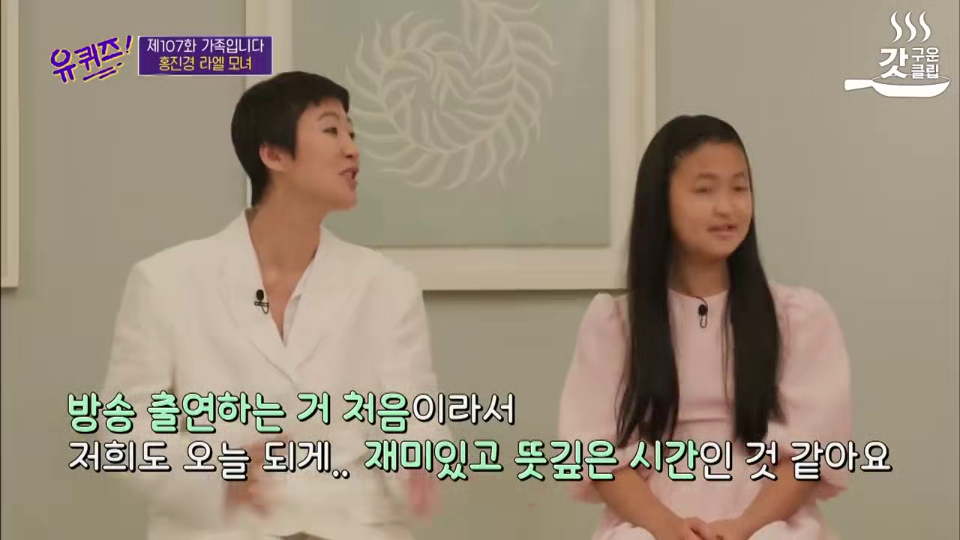 유퀴즈!
제107화 가족입니다
홍진경 라엘 모녀
갓구운
클립
방송 출연하는 거 처음이라서
저희도 오늘 되게.. 재미있고 뜻깊은 시간인 것 같아요